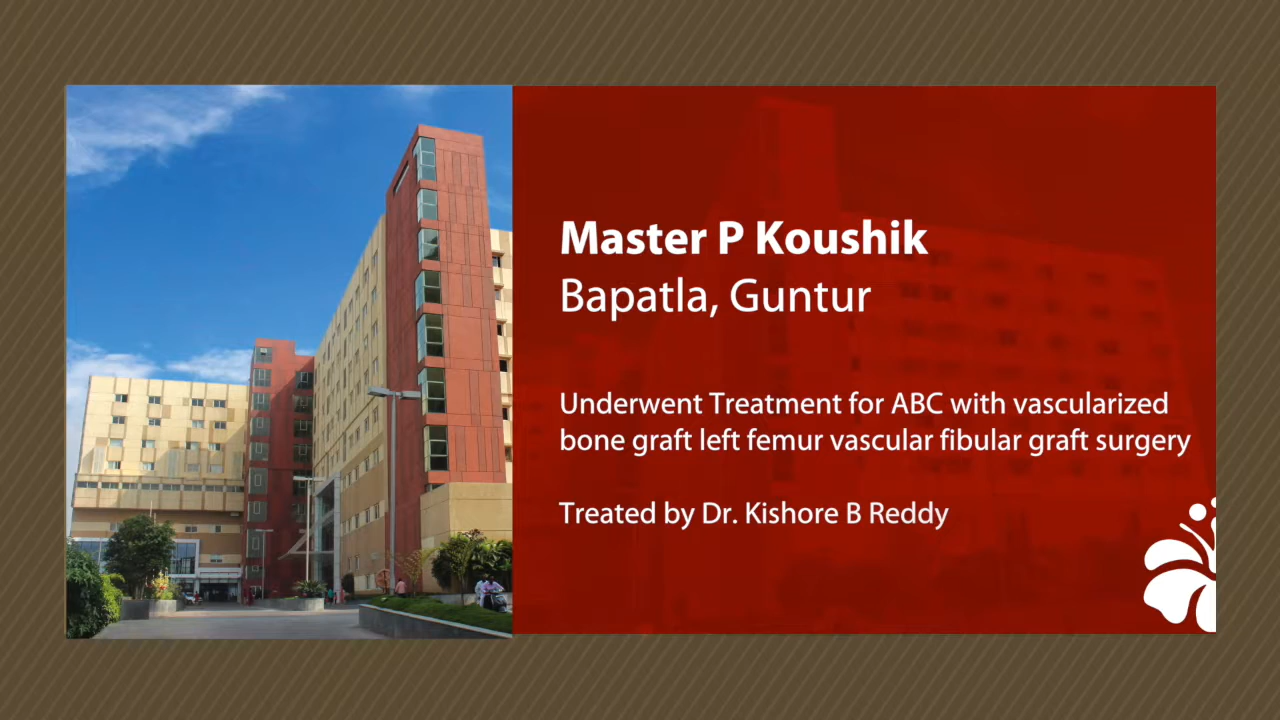 Master P Koushik
Bapatla, Guntur
Underwent Treatment for ABC with vascularized
bone graft left femur vascular fibular graft surgery
Treated by Dr. Kishore B Reddy